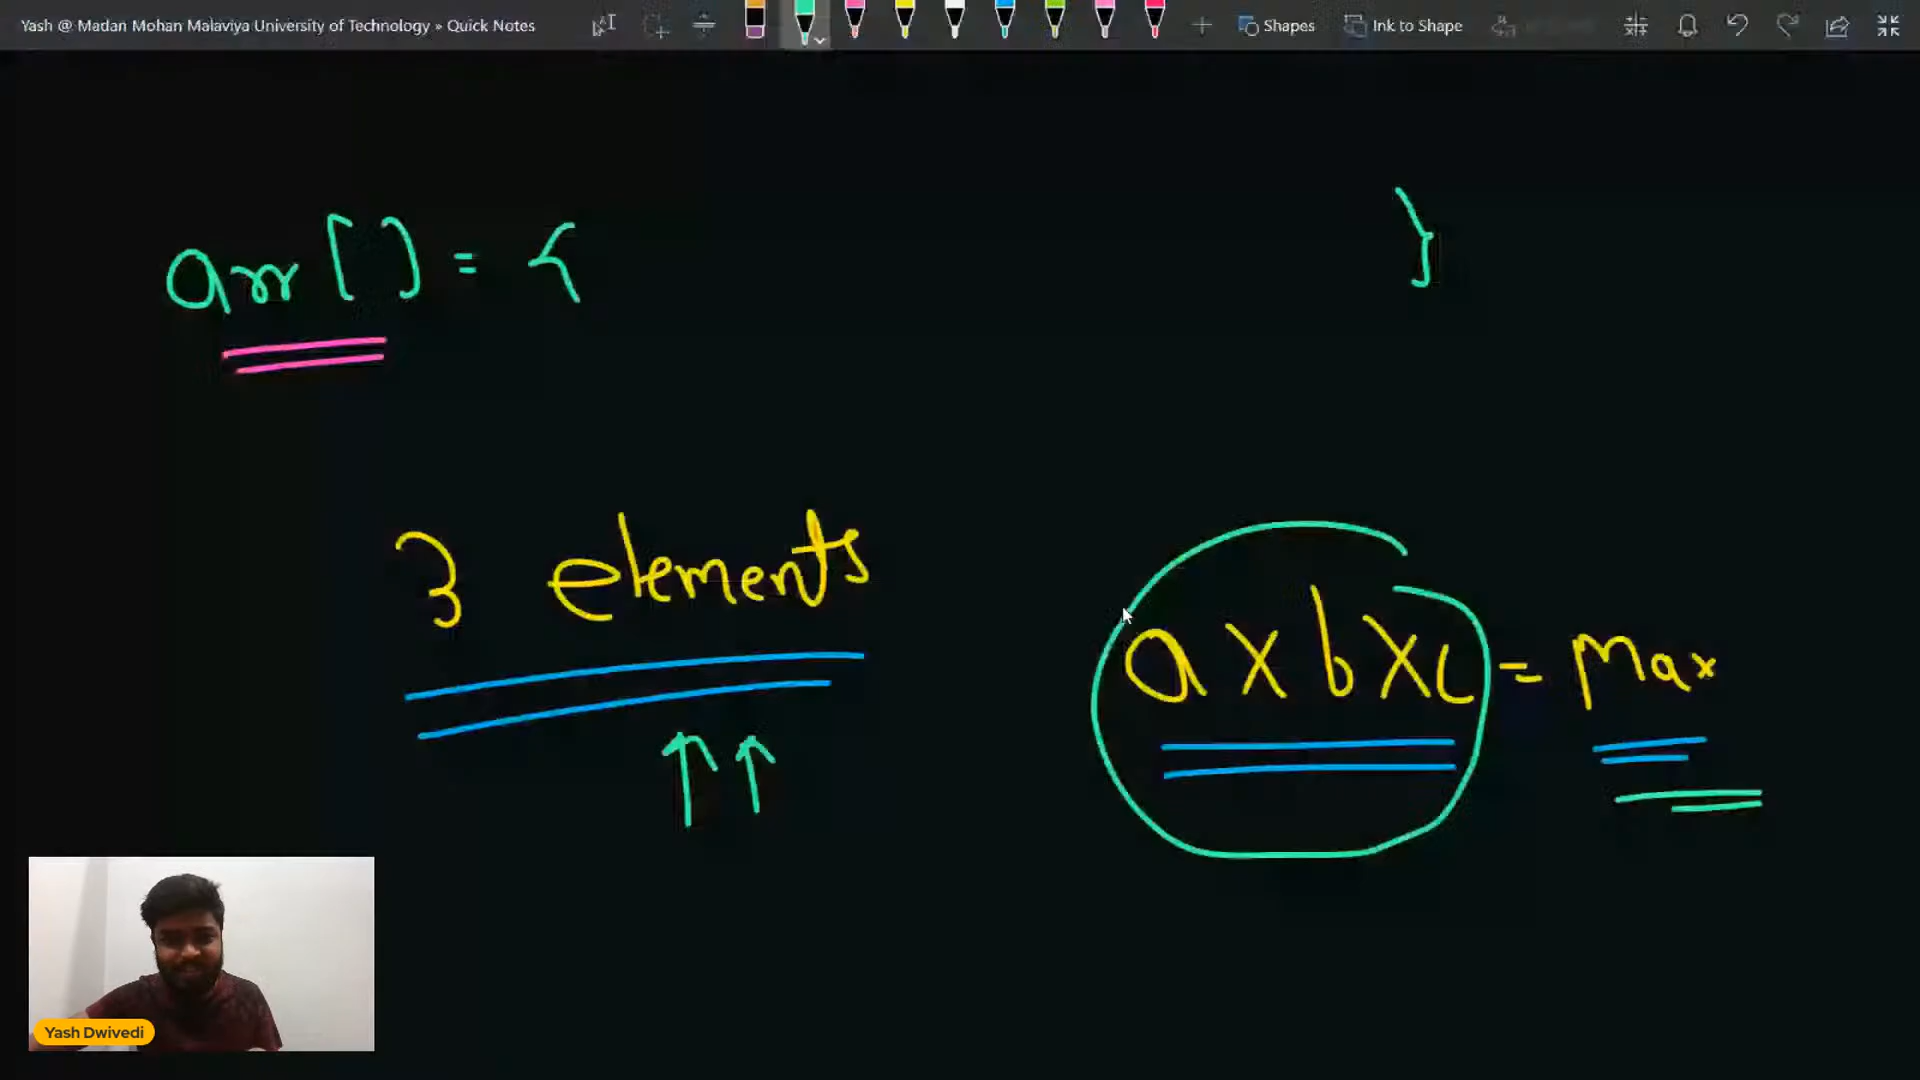 Yash @ Madan Mohan Malaviya University of Technology » Quick Notes
Shapes
Ink to Shape
arr [ ] = { }
3 elements
a x b x c = Max
Yash Dwivedi